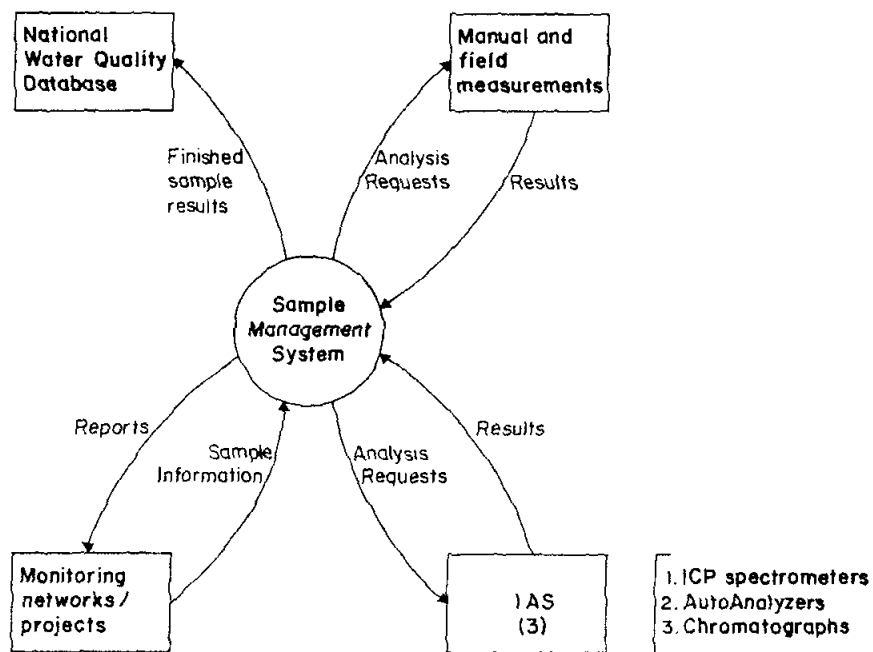 National
Water Quality
Database
Manual and
field
measurements
Finished
sample
results
Analysis
Requests
Results
Sample
Management
System
Reports
Sample
Information
Analysis
Requests
Results
Monitoring
networks/
projects
IAS
(3)
1. ICP spectrometers
2. AutoAnalyzers
3. Chromatographs